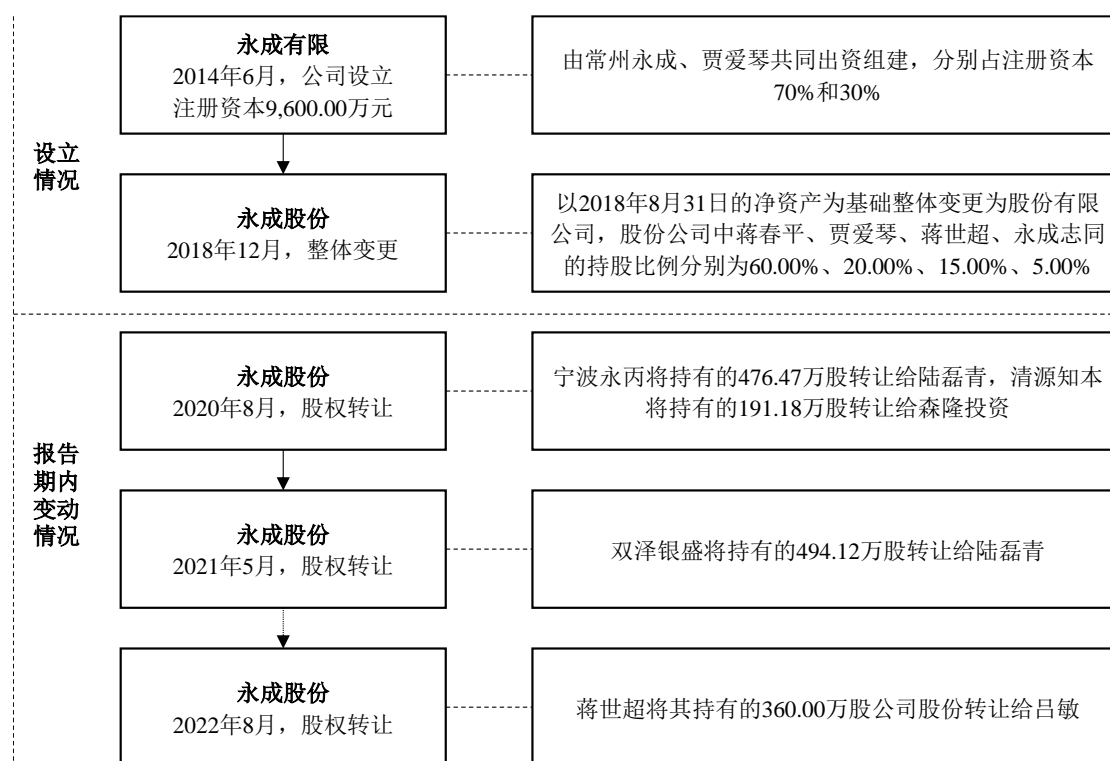 永成有限
2014年6月，公司设立
注册资本9,600.00万元
由常州永成、贾爱琴共同出资组建，分别占注册资本
70%和30%
设立
情况
永成股份
2018年12月，整体变更
以2018年8月31日的净资产为基础整体变更为股份有限
公司，股份公司中蒋春平、贾爱琴、蒋世超、永成志同
的持股比例分别为60.00%、20.00%、15.00%、5.00%
永成股份
2020年8月，股权转让
宁波永丙将持有的476.47万股转让给陆磊青，清源知本
将持有的191.18万股转让给森隆投资
报告
期内
变动
情况
永成股份
2021年5月，股权转让
双泽银盛将持有的494.12万股转让给陆磊青
永成股份
2022年8月，股权转让
蒋世超将其持有的360.00万股公司股份转让给吕敏